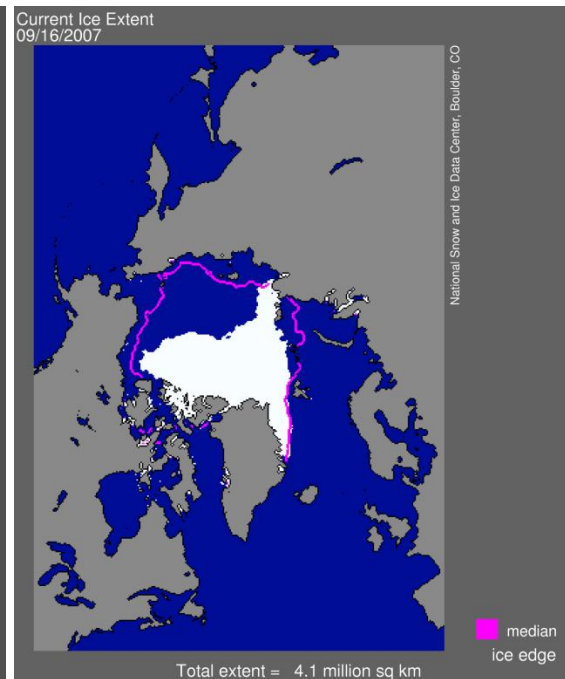 Current Ice Extent
09/16/2007
National Snow and Ice Data Center, Boulder, CO
median
ice edge
Total extent = 4.1 million sq km